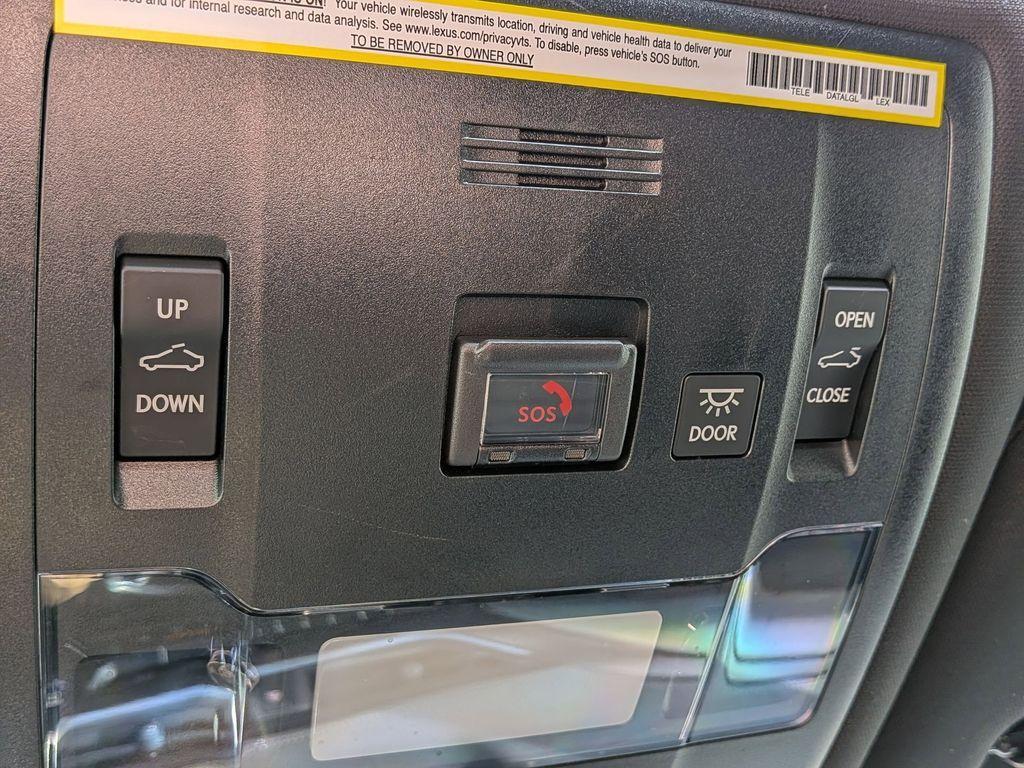 IS ON! Your vehicle wirelessly transmits location, driving and vehicle health data to deliver your
and for internal research and data analysis. See www.lexus.com/privacyvts. To disable, press vehicle's SOS button.
TO BE REMOVED BY OWNER ONLY
TELE DATALGL LEX
UP
DOWN
SOS
DOOR
OPEN
CLOSE